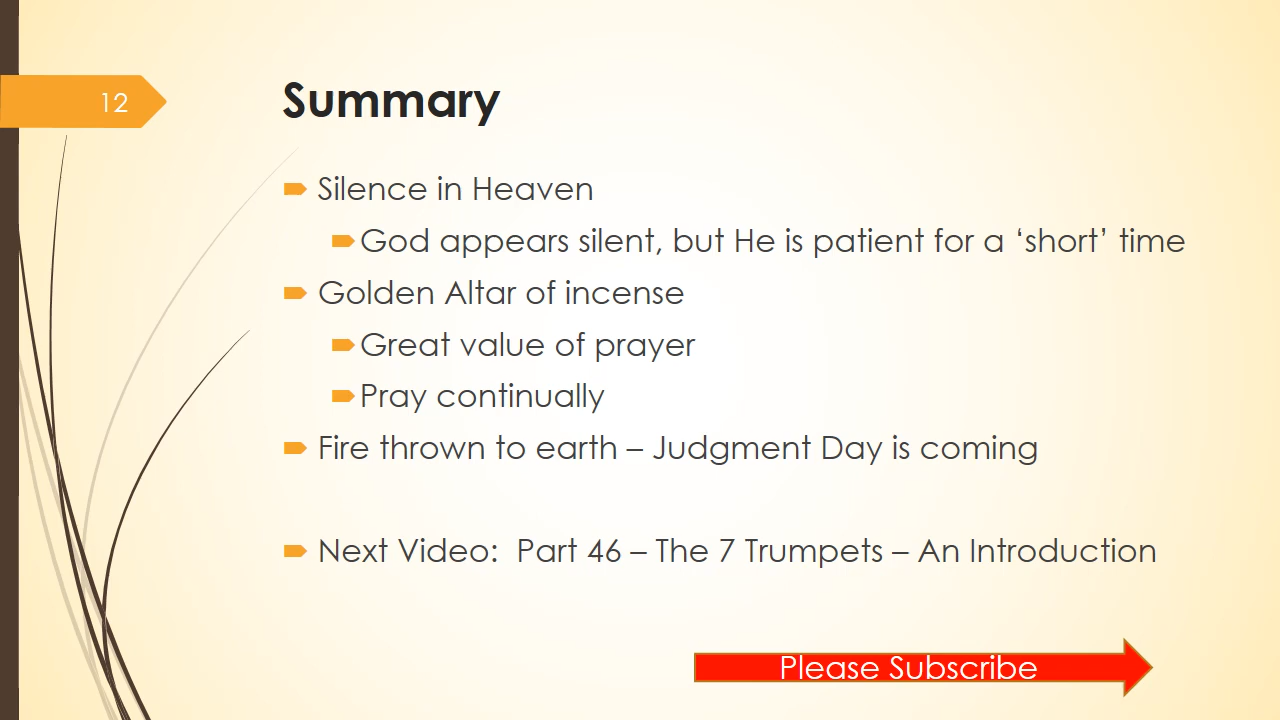 12
Summary
Silence in Heaven
God appears silent, but He is patient for a ‘short’ time
Golden Altar of incense
Great value of prayer
Pray continually
Fire thrown to earth – Judgment Day is coming
Next Video:  Part 46 – The 7 Trumpets – An Introduction
Please Subscribe